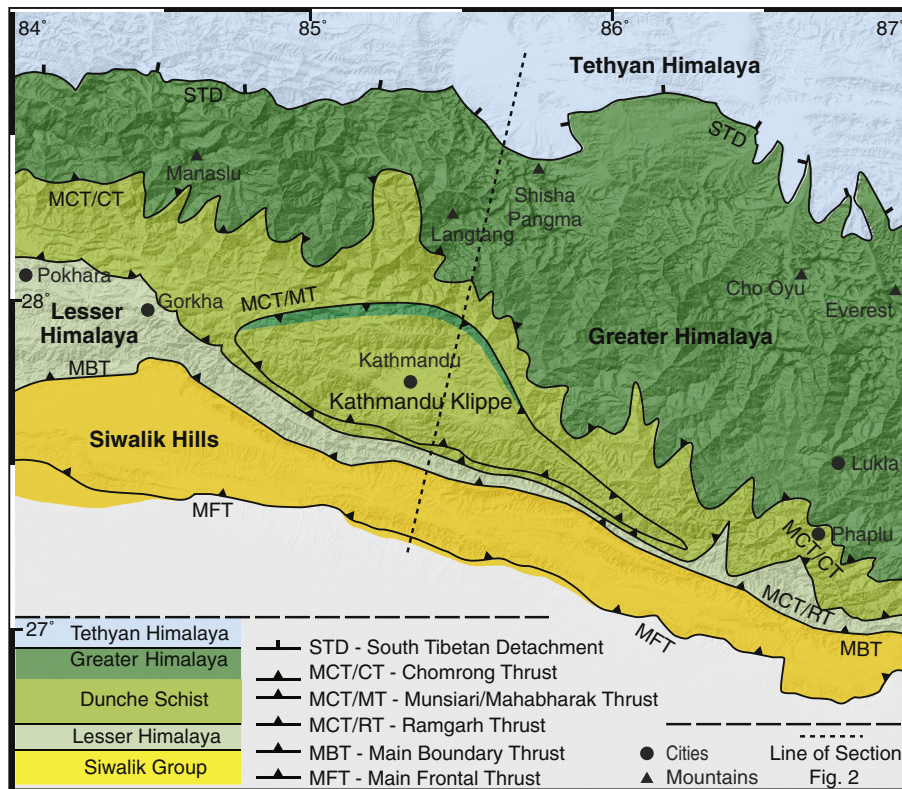 84°
85
86
87°
Tethyan Himalaya
STD
STD
Manaslu
MCT/CT
Shisha
Pangma
Langtang
Pokhara
MCT/MT
Cho Oyu
28°
Gorkha
Everest
Lesser
Himalaya
Greater Himalaya
MBT
Kathmandu
Kathmandu Klippe
Siwalik Hills
Lukla
MFT
Phaplu
MCT/CT
MCT/RT
27°
MFT
MBT
Tethyan Himalaya
Greater Himalaya
Dunche Schist
Lesser Himalaya
Siwalik Group
STD - South Tibetan Detachment
MCT/CT - Chomrong Thrust
MCT/MT - Munsiari/Mahabharak Thrust
MCT/RT - Ramgarh Thrust
MBT - Main Boundary Thrust
MFT - Main Frontal Thrust
Cities
Mountains
Line of Section
Fig. 2